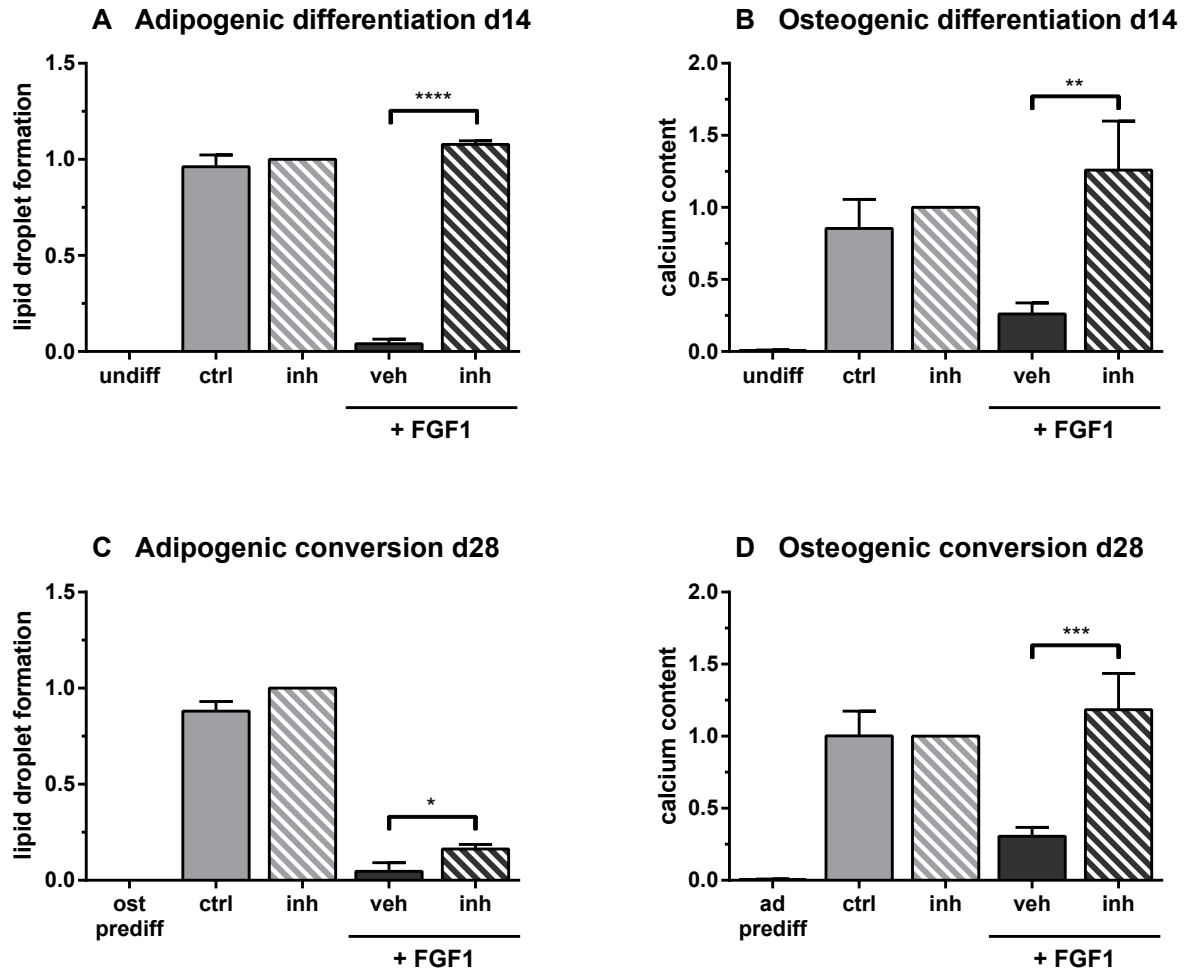 A Adipogenic differentiation d14
lipid droplet formation
1.5
1.0
0.5
0.0
****
undiff ctrl inh veh inh
+ FGF1
B Osteogenic differentiation d14
calcium content
2.0
1.5
1.0
0.5
0.0
**
undiff ctrl inh veh inh
+ FGF1
C Adipogenic conversion d28
lipid droplet formation
1.5
1.0
0.5
0.0
*
ost ctrl inh veh inh
prediff
+ FGF1
D Osteogenic conversion d28
calcium content
2.0
1.5
1.0
0.5
0.0
***
ad ctrl inh veh inh
prediff
+ FGF1